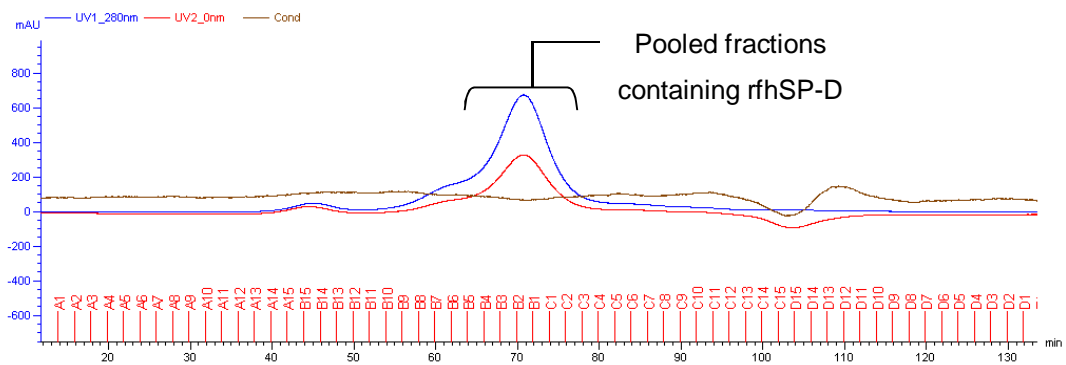 mAU UV1_280nm UV2_0nm Cond
Pooled fractions
containing rfhSP-D
800
600
400
200
0
-200
-400
-600
A1 A2 A3 A4 A5 A6 A7 A8 A9 A10 A11 A12 A13 A14 A15 B15 B14 B13 B12 B11 B10 B9 B8 B7 B6 B5 B4 B3 B2 B1 C1 C2 C3 C4 C5 C6 C7 C8 C9 C10 C11 C12 C13 C14 C15 D15 D14 D13 D12 D11 D10 D9 D8 D7 D6 D5 D4 D3 D2 D1
20 30 40 50 60 70 80 90 100 110 120 130 min